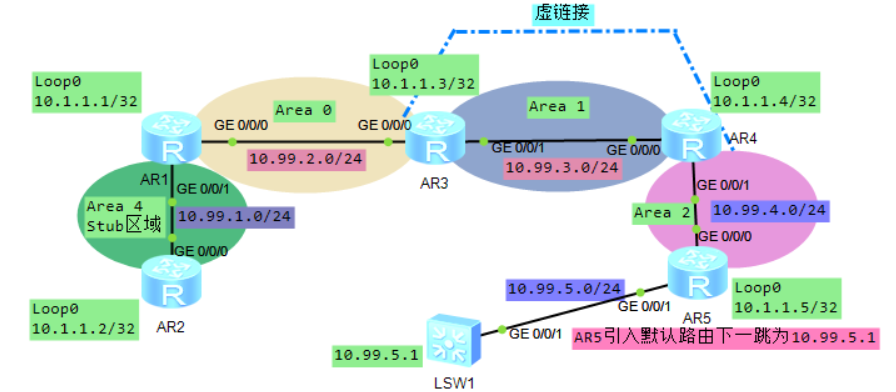 虚链接
Loop0
10.1.1.1/32
Area 0
Loop0
10.1.1.3/32
Area 1
Loop0
10.1.1.4/32
GE 0/0/0
GE 0/0/0
R
R
R
AR4
GE 0/0/1
GE 0/0/0
10.99.2.0/24
10.99.3.0/24
AR1
AR3
GE 0/0/1
GE 0/0/1
Area 4
Stub区域
10.99.1.0/24
Area 2
10.99.4.0/24
GE 0/0/0
GE 0/0/0
R
R
Loop0
10.1.1.2/32
AR2
10.99.5.0/24
GE 0/0/1
Loop0
10.1.1.5/32
AR5
GE 0/0/1
AR5引入默认路由下一跳为10.99.5.1
10.99.5.1
LSW1